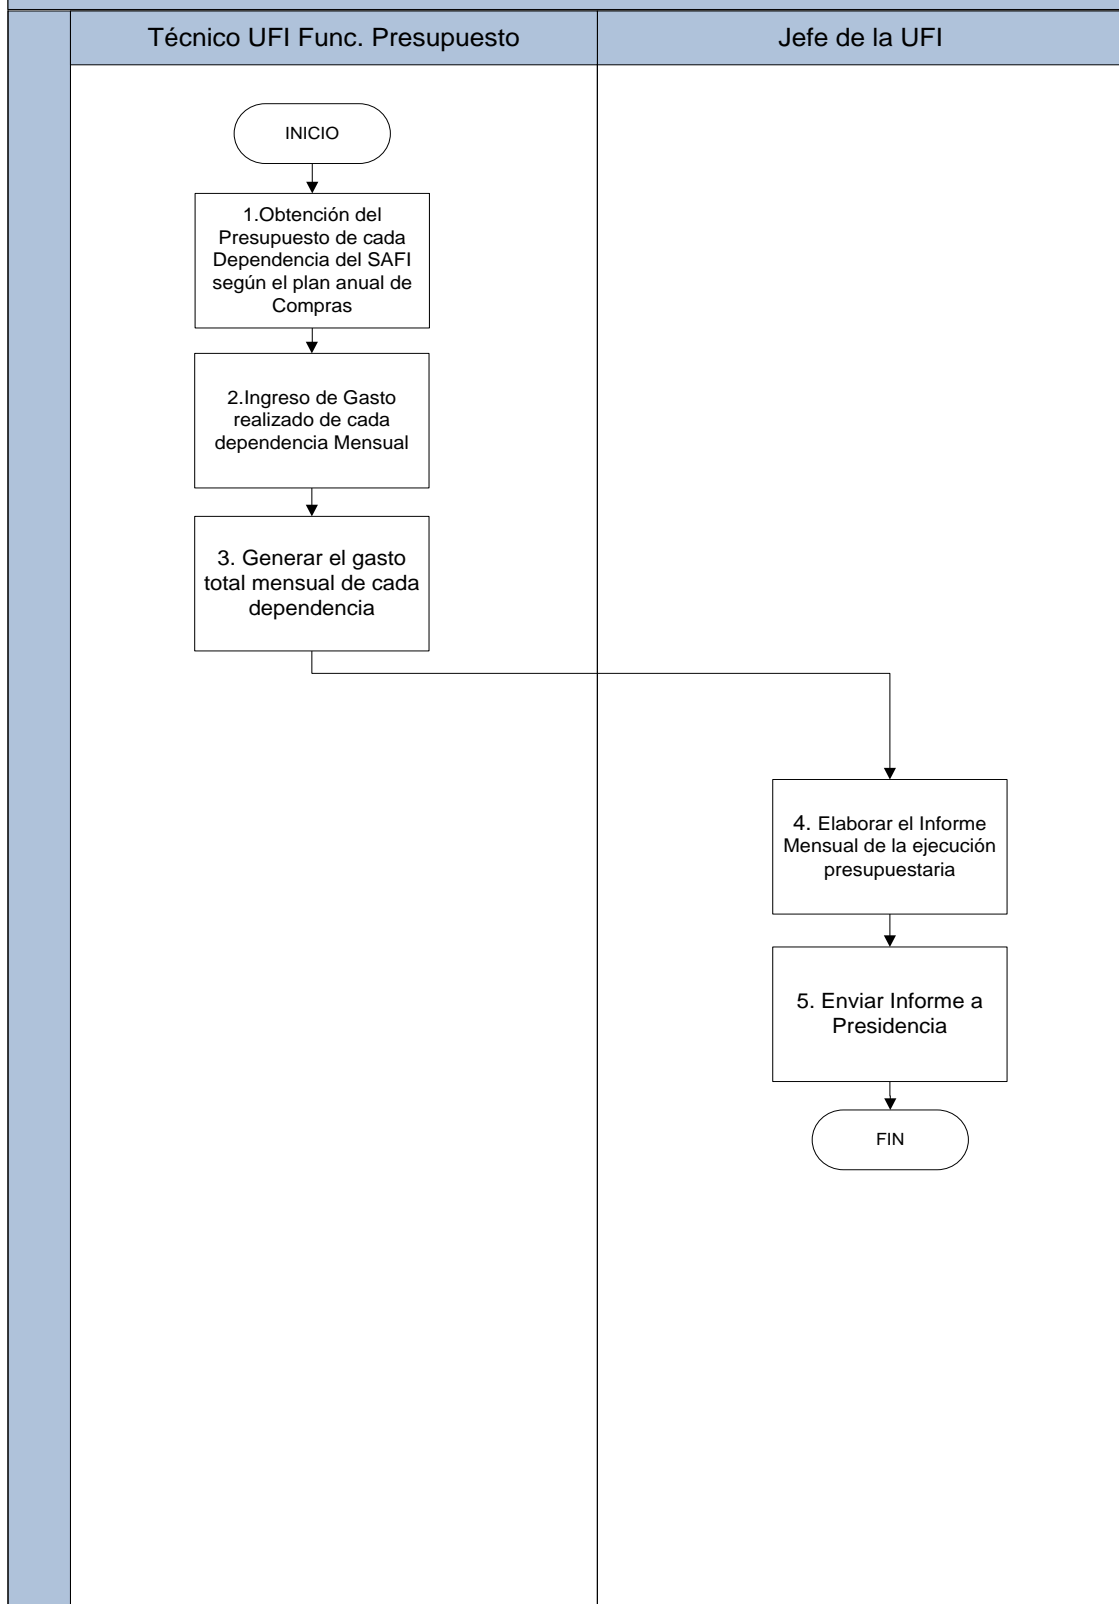 Técnico UFI Func. Presupuesto
Jefe de la UFI
INICIO
1.Obtención del
Presupuesto de cada
Dependencia del SAFI
según el plan anual de
Compras
2.Ingreso de Gasto
realizado de cada
dependencia Mensual
3. Generar el gasto
total mensual de cada
dependencia
4. Elaborar el Informe
Mensual de la ejecución
presupuestaria
5. Enviar Informe a
Presidencia
FIN